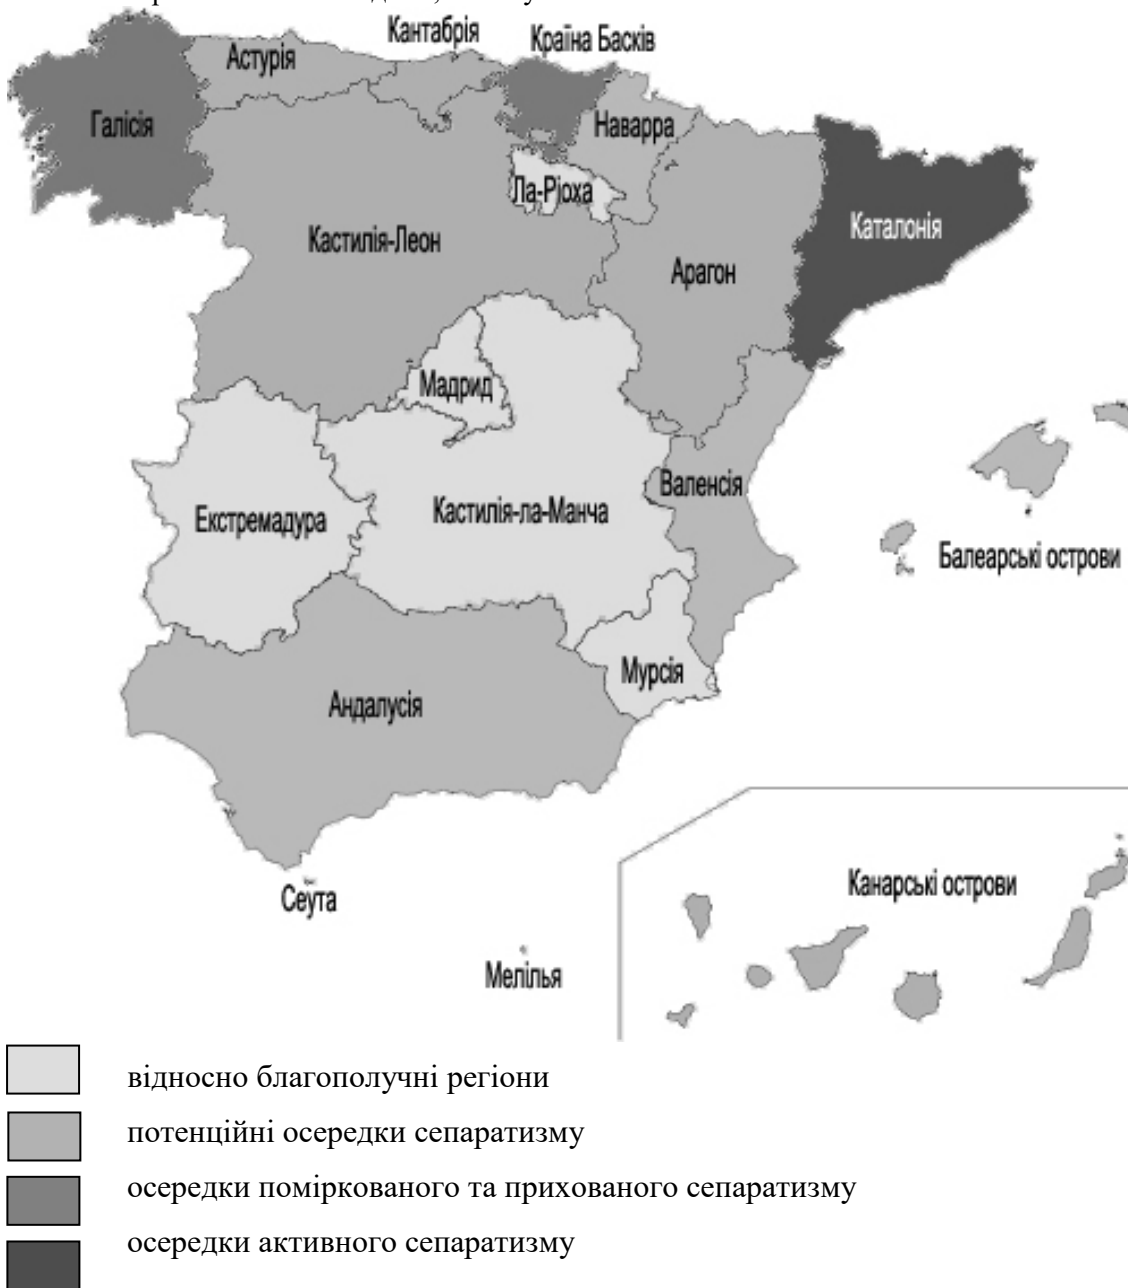 Кантабрія
Країна Басків
Астурія
Галісія
Наварра
Ла-Ріоха
Кастилія-Леон
Каталонія
Арагон
Мадрид
Валенсія
Екстремадура
Кастилія-ла-Манча
Балеарські острови
Мурсія
Андалусія
Канарські острови
Сеута
Мелілья
відносно благополучні регіони
потенційні осередки сепаратизму
осередки поміркованого та прихованого сепаратизму
осередки активного сепаратизму